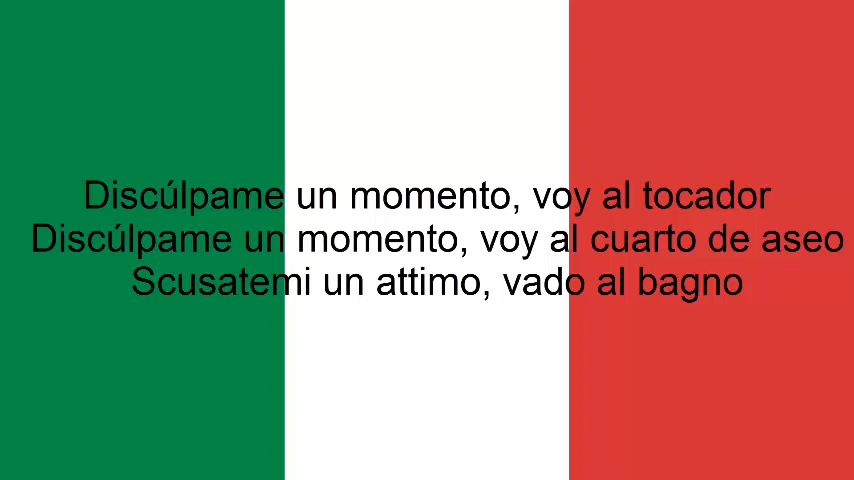 Discúlpame un momento, voy al tocador
Discúlpame un momento, voy al cuarto de aseo
Scusatemi un attimo, vado al bagno